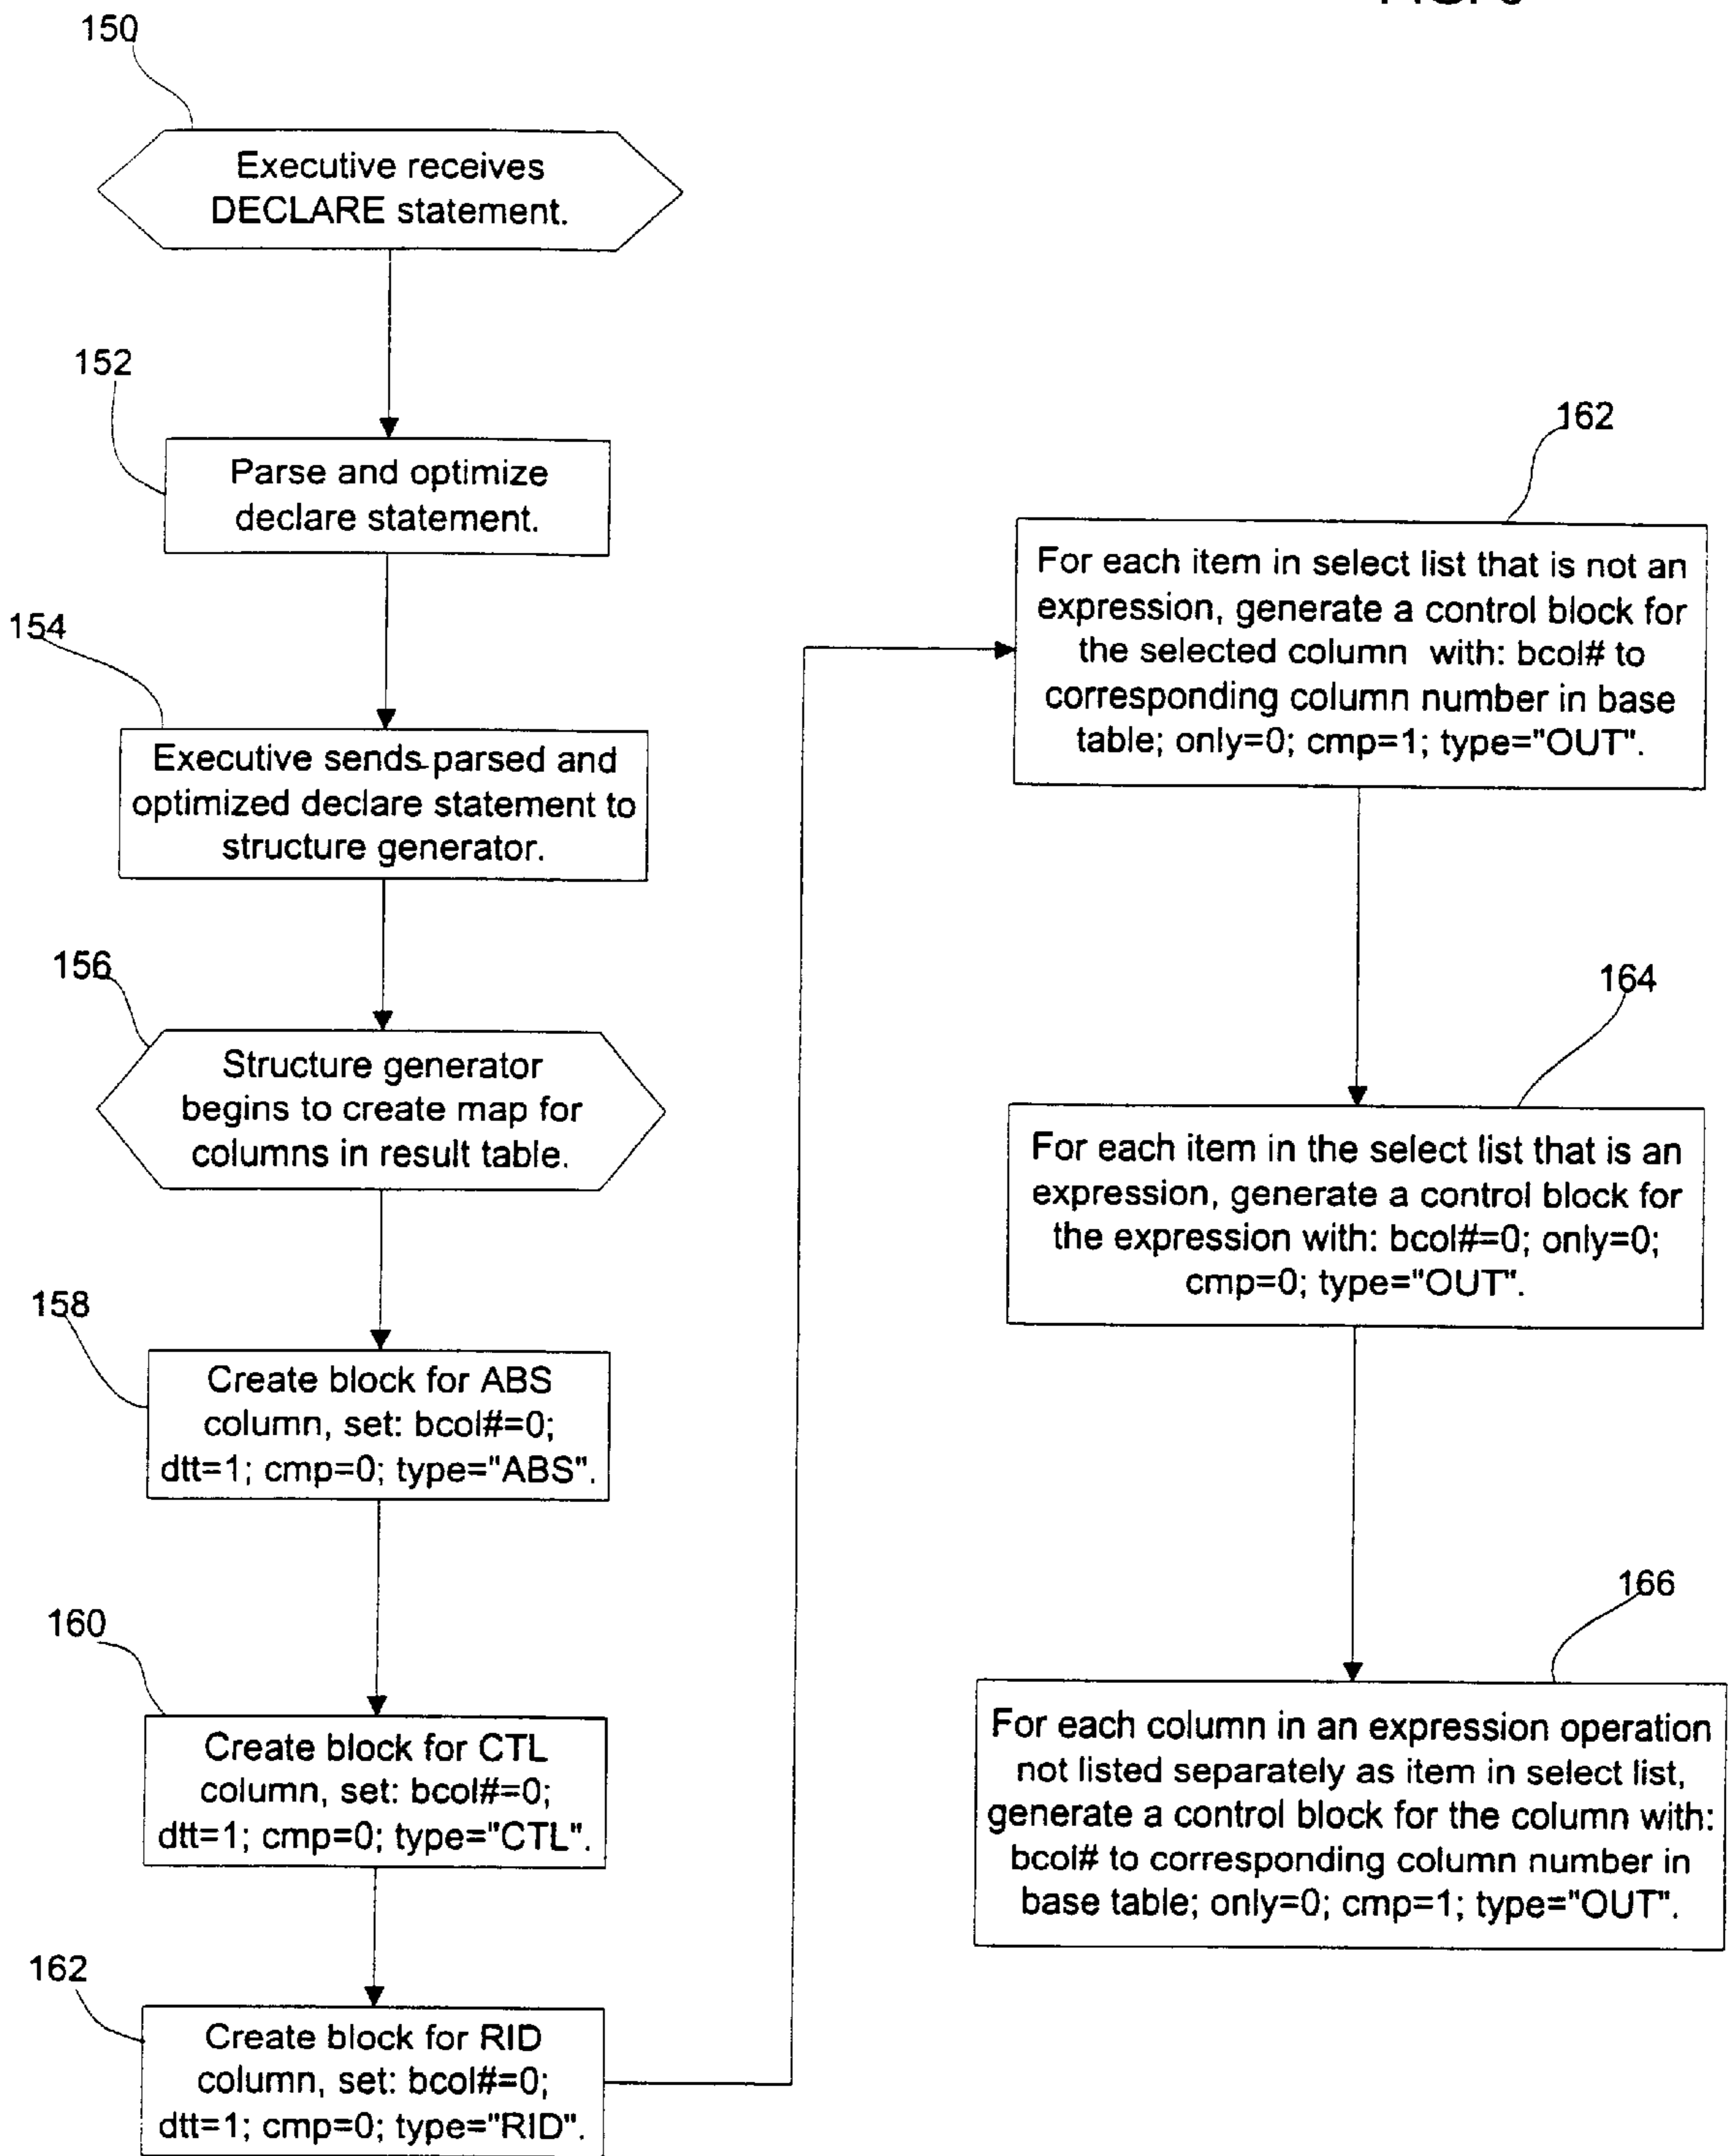 150
Executive receives
DECLARE statement.
152
Parse and optimize
declare statement.
154
Executive sends parsed and
optimized declare statement to
structure generator.
156
Structure generator
begins to create map for
columns in result table.
158
Create block for ABS
column, set: bcol#=0;
dtt=1; cmp=0; type="ABS".
160
Create block for CTL
column, set: bcol#=0;
dtt=1; cmp=0; type="CTL".
162
Create block for RID
column, set: bcol#=0;
dtt=1; cmp=0; type="RID".
162
For each item in select list that is not an
expression, generate a control block for
the selected column with: bcol# to
corresponding column number in base
table; only=0; cmp=1; type="OUT".
164
For each item in the select list that is an
expression, generate a control block for
the expression with: bcol#=0; only=0;
cmp=0; type="OUT".
166
For each column in an expression operation
not listed separately as item in select list,
generate a control block for the column with:
bcol# to corresponding column number in
base table; only=0; cmp=1; type="OUT".